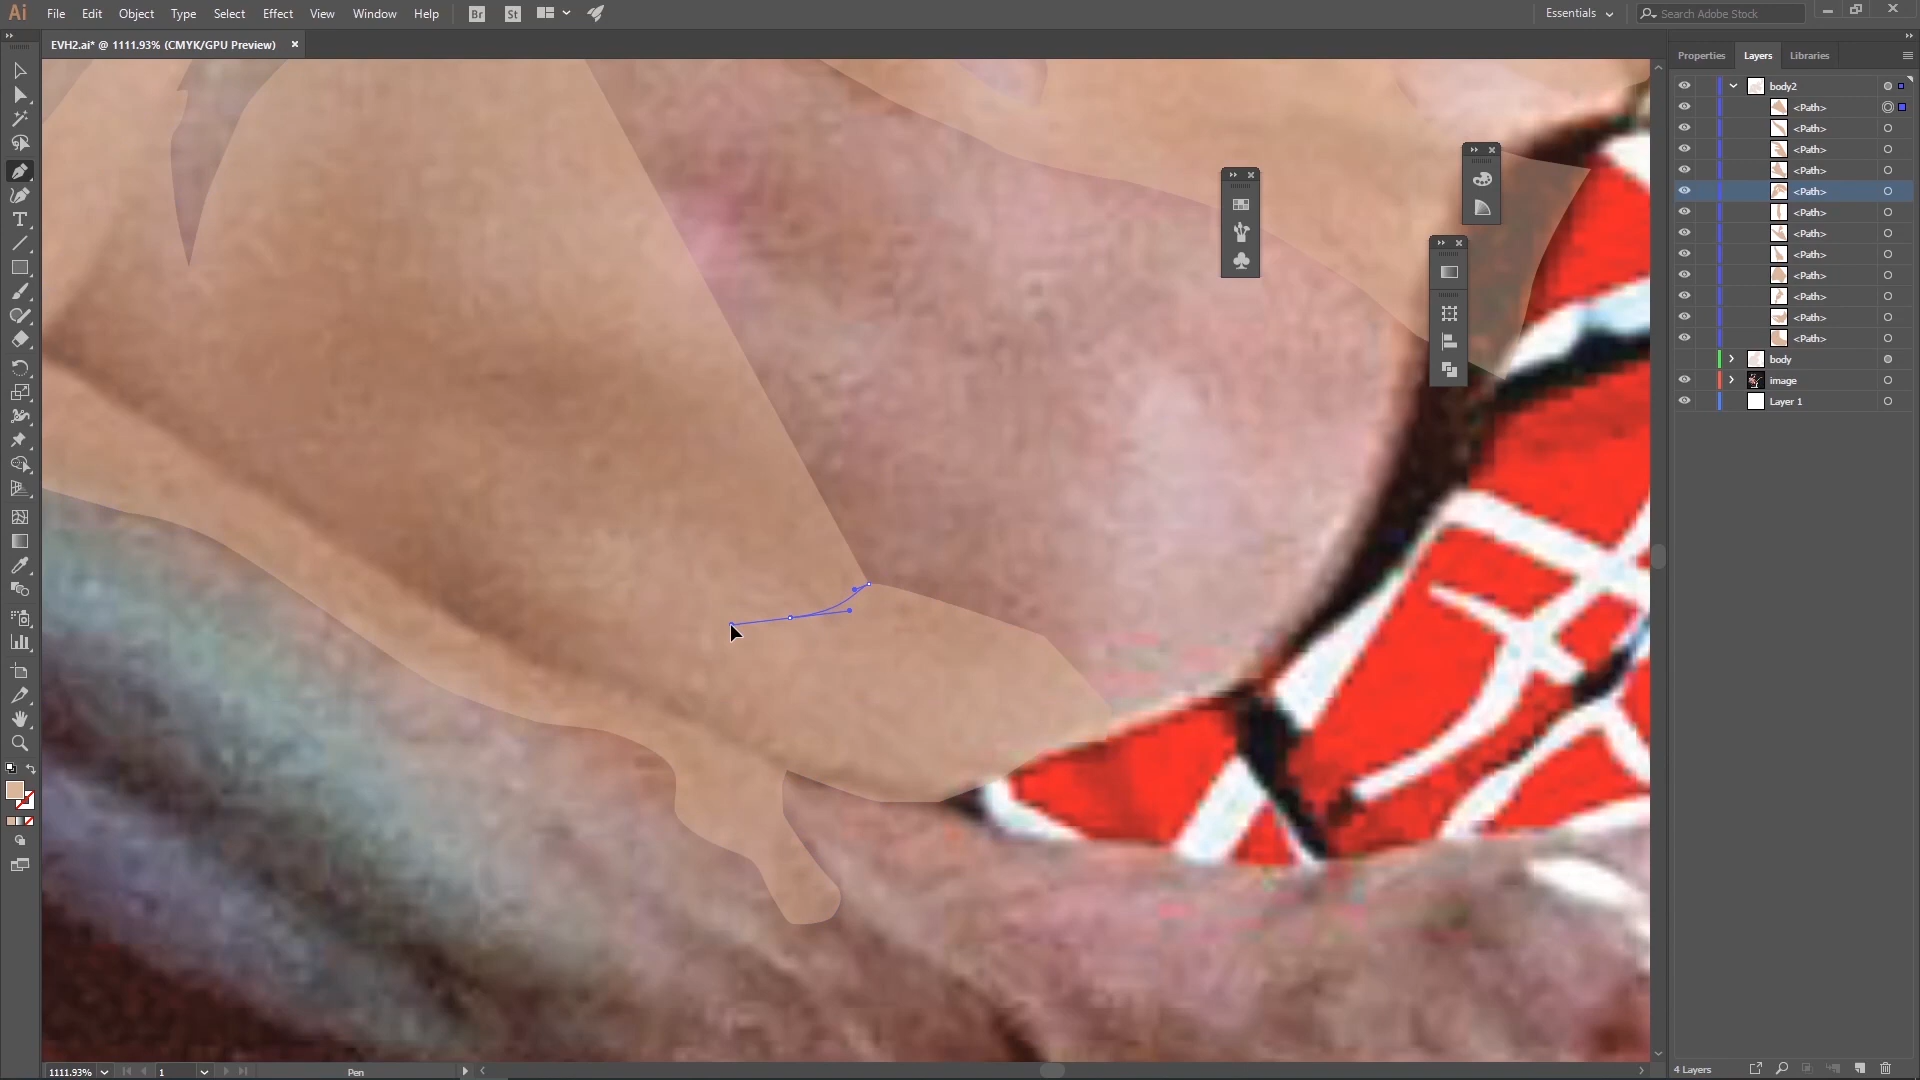 Ai File Edit Object Type Select Effect View Window Help Br St Essentials Search Adobe Stock
EVH2.ai* @ 1111.93% (CMYK/GPU Preview)
Properties Layers Libraries
body2
<Path>
<Path>
<Path>
<Path>
<Path>
<Path>
<Path>
<Path>
<Path>
<Path>
<Path>
<Path>
body
image
Layer 1
1111.93% 1 Pen 4 Layers